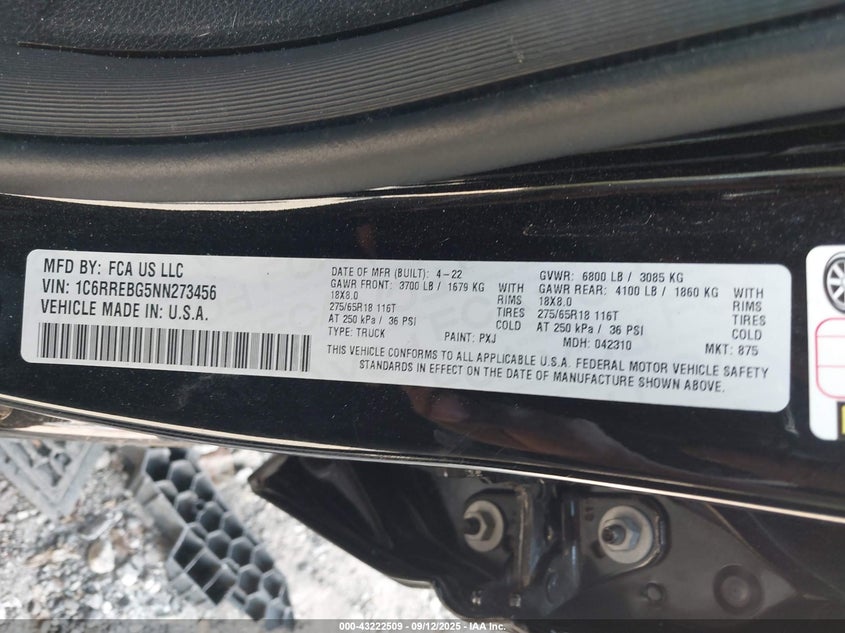 MFD BY: FCA US LLC
VIN: 1C6RREBG5NN273456
VEHICLE MADE IN: U.S.A.
DATE OF MFR (BUILT): 4-22
GAWR FRONT: 3700 LB / 1679 KG WITH
18X8.0 RIMS
275/65R18 116T TIRES
AT 250 kPa / 36 PSI COLD
TYPE: TRUCK PAINT: PXJ
GVWR: 6800 LB / 3085 KG
GAWR REAR: 4100 LB / 1860 KG WITH
18X8.0 RIMS
275/65R18 116T TIRES
AT 250 kPa / 36 PSI COLD
MDH: 042310 MKT: 875
THIS VEHICLE CONFORMS TO ALL APPLICABLE U.S.A. FEDERAL MOTOR VEHICLE SAFETY
STANDARDS IN EFFECT ON THE DATE OF MANUFACTURE SHOWN ABOVE.
000-43222509 - 09/12/2025 - IAA Inc.